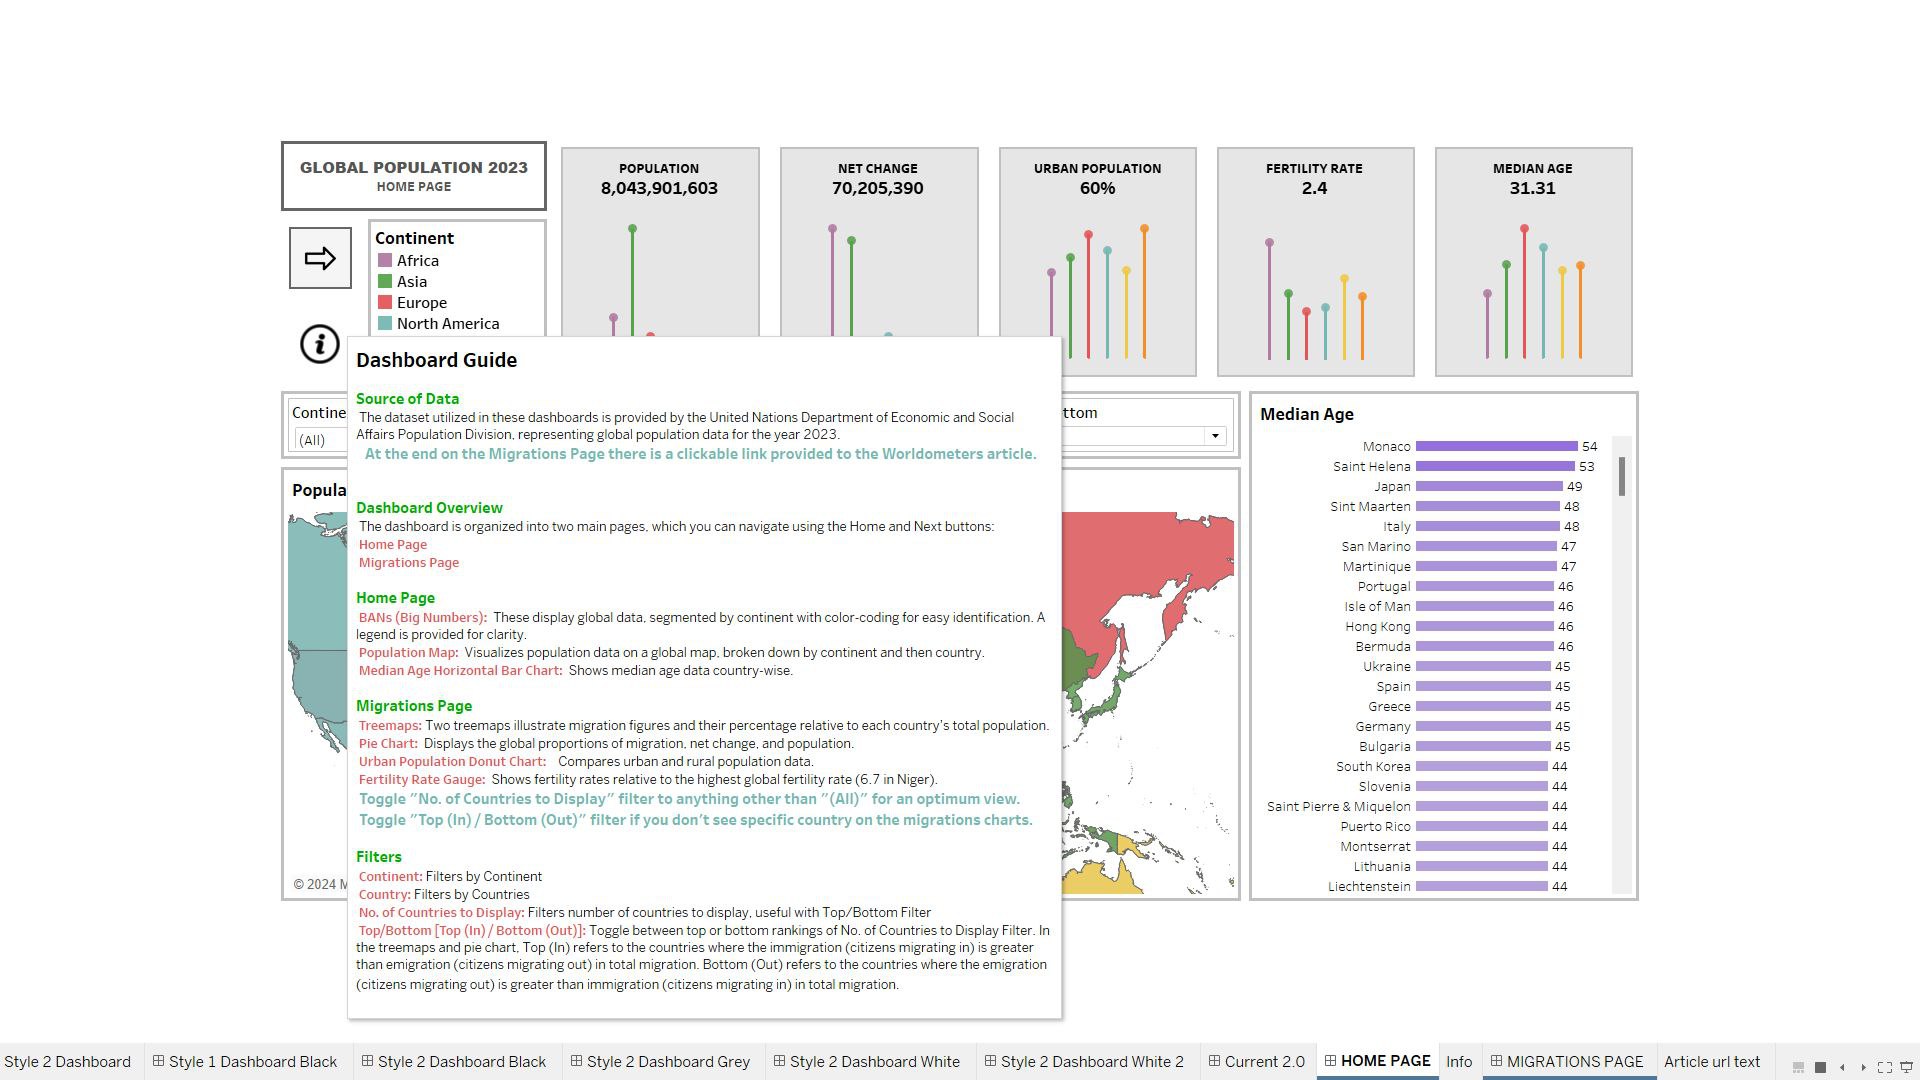 GLOBAL POPULATION 2023
HOME PAGE
POPULATION
8,043,901,603
NET CHANGE
70,205,390
URBAN POPULATION
60%
FERTILITY RATE
2.4
MEDIAN AGE
31.31
Continent
Africa
Asia
Europe
North America
Dashboard Guide
Source of Data
The dataset utilized in these dashboards is provided by the United Nations Department of Economic and Social
Affairs Population Division, representing global population data for the year 2023.
At the end on the Migrations Page there is a clickable link provided to the Worldometers article.
Dashboard Overview
The dashboard is organized into two main pages, which you can navigate using the Home and Next buttons:
Home Page
Migrations Page
Home Page
BANs (Big Numbers): These display global data, segmented by continent with color-coding for easy identification. A
legend is provided for clarity.
Population Map: Visualizes population data on a global map, broken down by continent and then country.
Median Age Horizontal Bar Chart: Shows median age data country-wise.
Migrations Page
Treemaps: Two treemaps illustrate migration figures and their percentage relative to each country's total population.
Pie Chart: Displays the global proportions of migration, net change, and population.
Urban Population Donut Chart: Compares urban and rural population data.
Fertility Rate Gauge: Shows fertility rates relative to the highest global fertility rate (6.7 in Niger).
Toggle "No. of Countries to Display" filter to anything other than "(All)" for an optimum view.
Toggle "Top (In) / Bottom (Out)" filter if you don't see specific country on the migrations charts.
Filters
Continent: Filters by Continent
Country: Filters by Countries
No. of Countries to Display: Filters number of countries to display, useful with Top/Bottom Filter
Top/Bottom [Top (In) / Bottom (Out)]: Toggle between top or bottom rankings of No. of Countries to Display Filter. In
the treemaps and pie chart, Top (In) refers to the countries where the immigration (citizens migrating in) is greater
than emigration (citizens migrating out) in total migration. Bottom (Out) refers to the countries where the emigration
(citizens migrating out) is greater than immigration (citizens migrating in) in total migration.
Contine
(All)
ttom
Popula
© 2024 M
Median Age
Monaco 54
Saint Helena 53
Japan 49
Sint Maarten 48
Italy 48
San Marino 47
Martinique 47
Portugal 46
Isle of Man 46
Hong Kong 46
Bermuda 46
Ukraine 45
Spain 45
Greece 45
Germany 45
Bulgaria 45
South Korea 44
Slovenia 44
Saint Pierre & Miquelon 44
Puerto Rico 44
Montserrat 44
Lithuania 44
Liechtenstein 44
Style 2 Dashboard
Style 1 Dashboard Black
Style 2 Dashboard Black
Style 2 Dashboard Grey
Style 2 Dashboard White
Style 2 Dashboard White 2
Current 2.0
HOME PAGE
Info
MIGRATIONS PAGE
Article url text